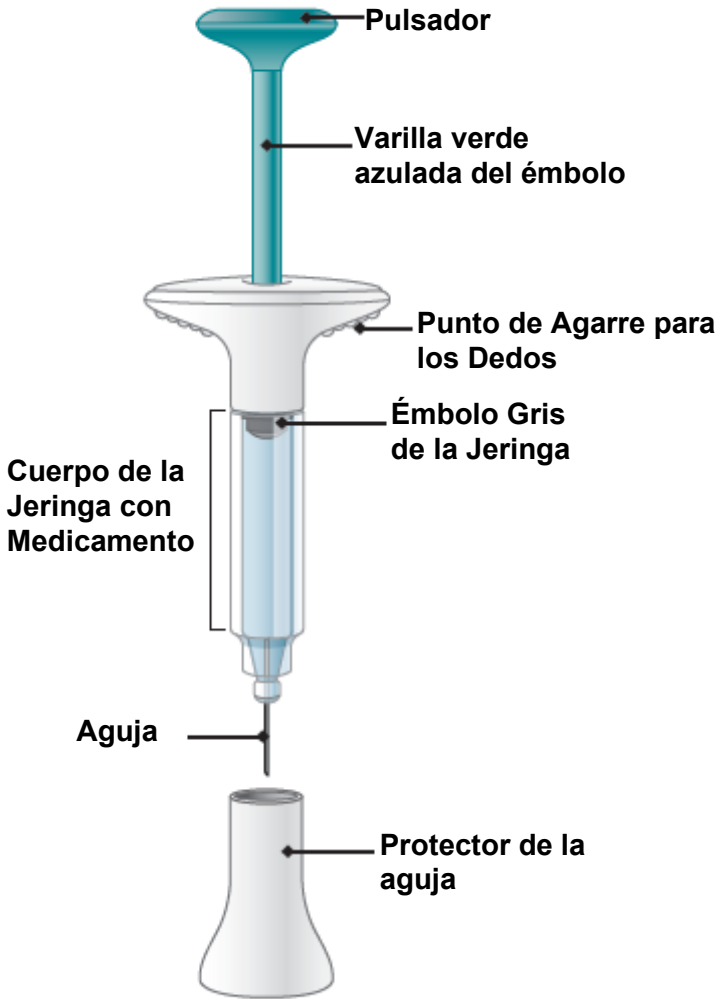 Pulsador
Varilla verde
azulada del émbolo
Punto de Agarre para
los Dedos
Émbolo Gris
de la Jeringa
Cuerpo de la
Jeringa con
Medicamento
Aguja
Protector de la
aguja